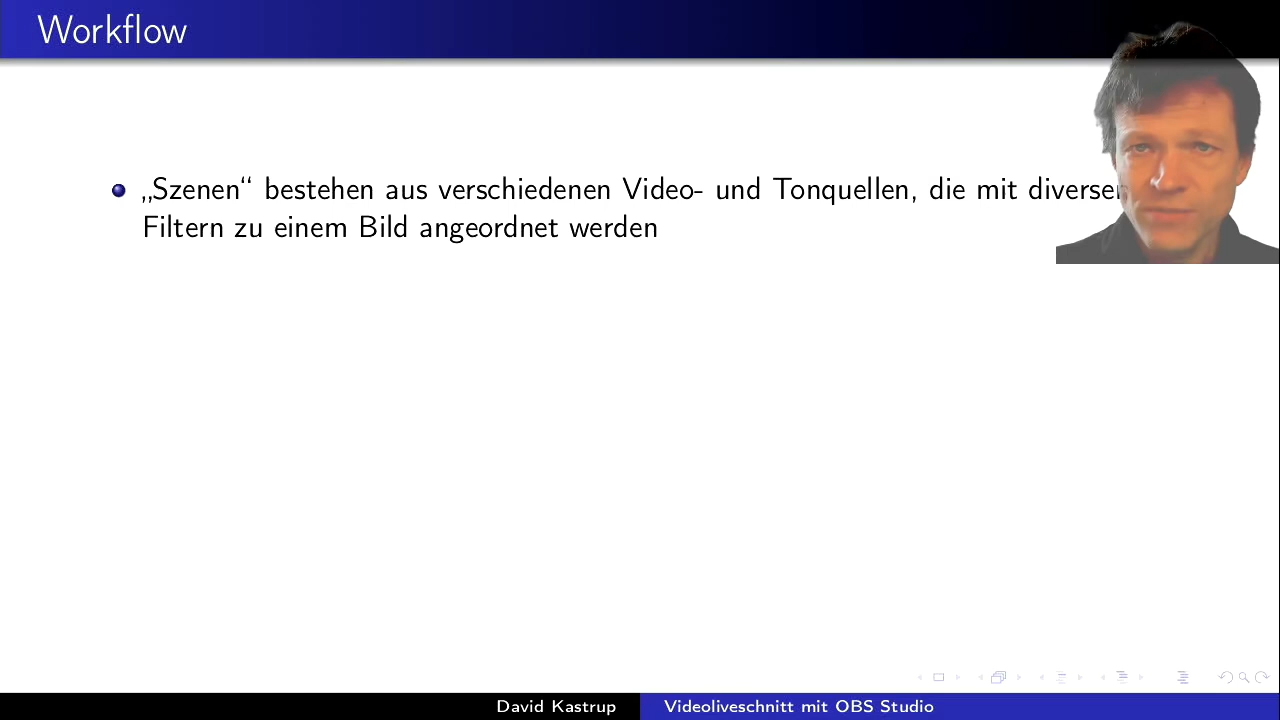 Workflow
„Szenen“ bestehen aus verschiedenen Video- und Tonquellen, die mit diversen
Filtern zu einem Bild angeordnet werden
David Kastrup
Videoliveschnitt mit OBS Studio